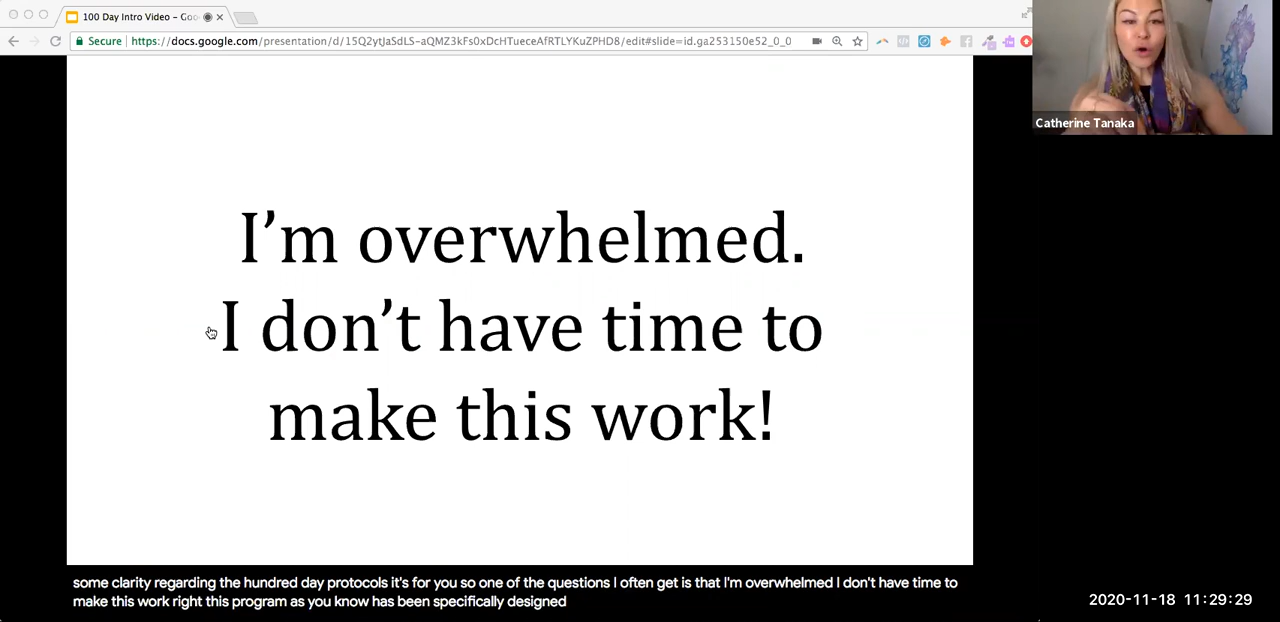 100 Day Intro Video - Goo
Secure https://docs.google.com/presentation/d/15Q2ytJaSdLS-aQMZ3kFs0xDcHTueceAfRTLYKuZPHD8/edit#slide=id.ga253150e52_0_0
Catherine Tanaka
I’m overwhelmed.
I don’t have time to
make this work!
some clarity regarding the hundred day protocols it's for you so one of the questions I often get is that I'm overwhelmed I don't have time to
make this work right this program as you know has been specifically designed
2020-11-18 11:29:29